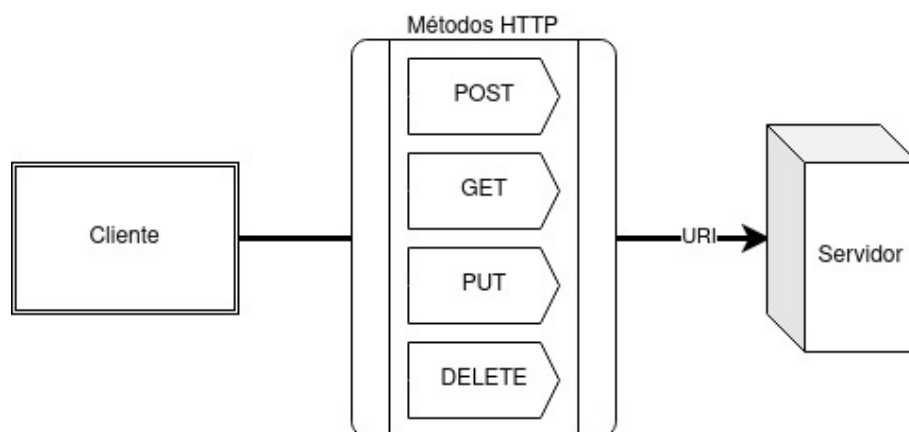 Métodos HTTP
POST
GET
PUT
DELETE
Cliente
URI
Servidor